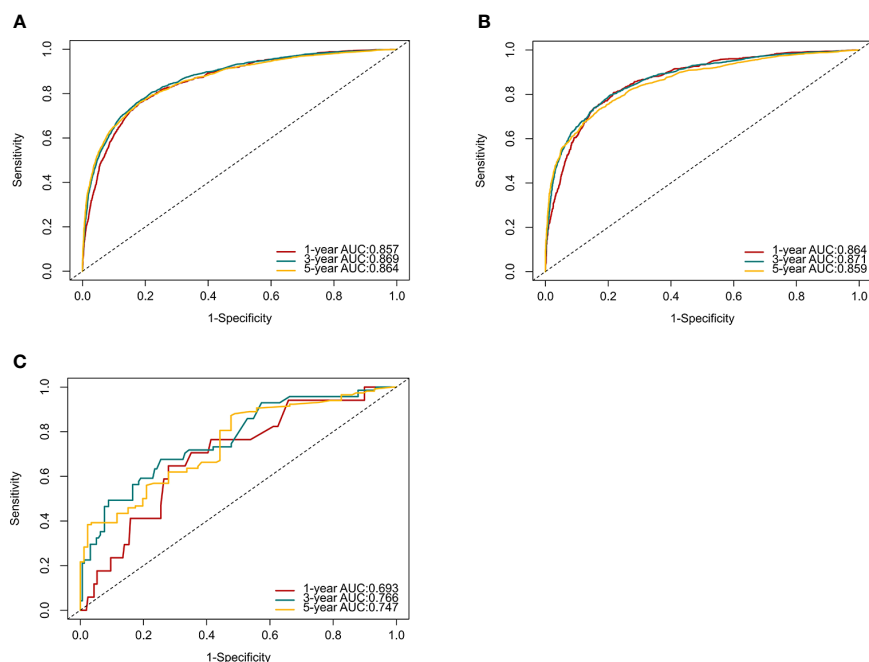 A
1.0
0.8
0.6
0.4
0.2
0.0
Sensitivity
1-year AUC:0.857
3-year AUC:0.869
5-year AUC:0.864
0.0 0.2 0.4 0.6 0.8 1.0
1-Specificity
B
1.0
0.8
0.6
0.4
0.2
0.0
Sensitivity
1-year AUC:0.864
3-year AUC:0.871
5-year AUC:0.859
0.0 0.2 0.4 0.6 0.8 1.0
1-Specificity
C
1.0
0.8
0.6
0.4
0.2
0.0
Sensitivity
1-year AUC:0.693
3-year AUC:0.766
5-year AUC:0.747
0.0 0.2 0.4 0.6 0.8 1.0
1-Specificity